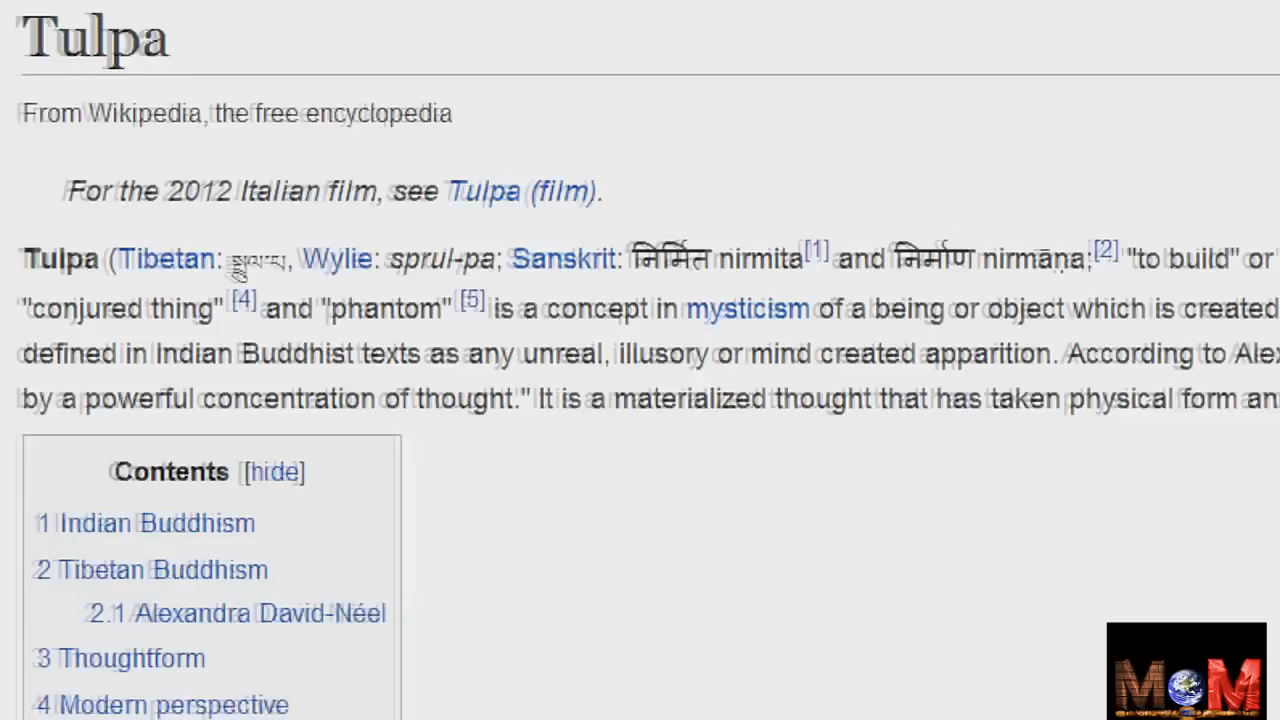 Tulpa
From Wikipedia, the free encyclopedia
For the 2012 Italian film, see Tulpa (film).
Tulpa (Tibetan: སྤྲུལ་པ, Wylie: sprul-pa; Sanskrit: निर्मित nirmita[1] and निर्माण nirmāṇa;[2] "to build" or
"conjured thing"[4] and "phantom"[5] is a concept in mysticism of a being or object which is created
defined in Indian Buddhist texts as any unreal, illusory or mind created apparition. According to Alex
by a powerful concentration of thought." It is a materialized thought that has taken physical form an
Contents [hide]
1 Indian Buddhism
2 Tibetan Buddhism
2.1 Alexandra David-Néel
3 Thoughtform
4 Modern perspective
MOM